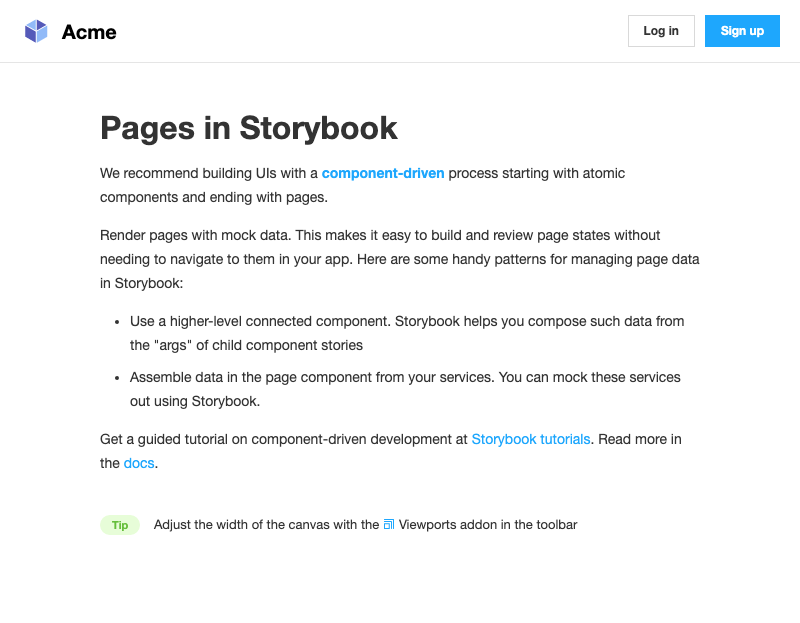 Acme
Log in
Sign up
Pages in Storybook
We recommend building UIs with a component-driven process starting with atomic
components and ending with pages.
Render pages with mock data. This makes it easy to build and review page states without
needing to navigate to them in your app. Here are some handy patterns for managing page data
in Storybook:
• Use a higher-level connected component. Storybook helps you compose such data from
the "args" of child component stories
• Assemble data in the page component from your services. You can mock these services
out using Storybook.
Get a guided tutorial on component-driven development at Storybook tutorials. Read more in
the docs.
Tip Adjust the width of the canvas with the Viewports addon in the toolbar